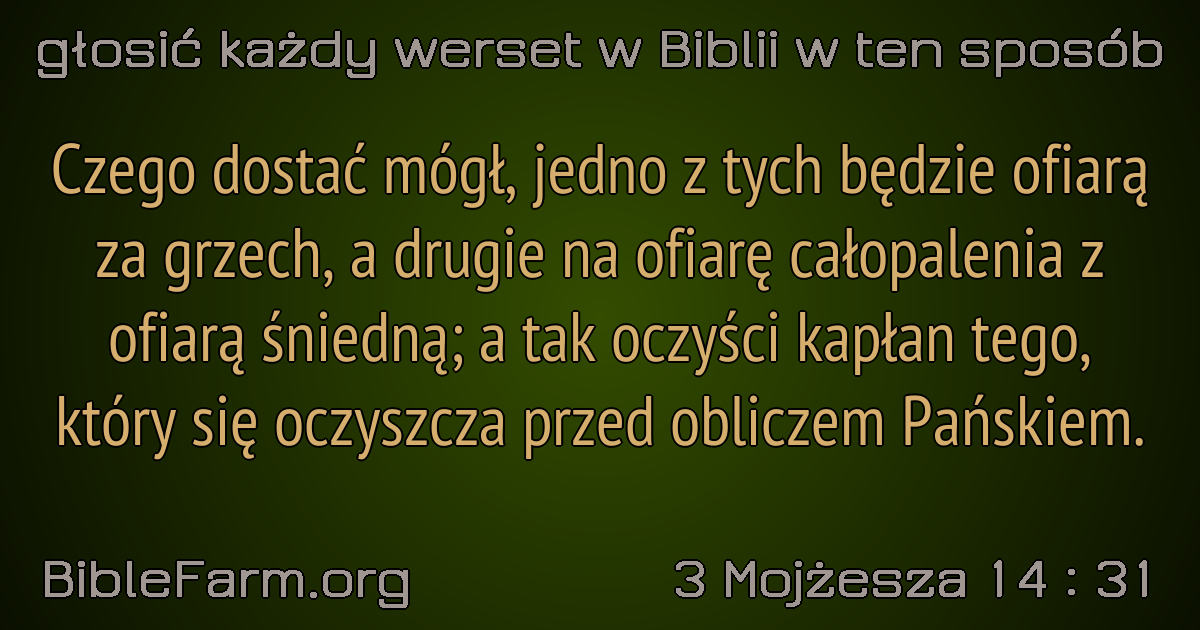 głosić każdy werset w Biblii w ten sposób
Czego dostać mógł, jedno z tych będzie ofiarą
za grzech, a drugie na ofiarę całopalenia z
ofiarą śniedną; a tak oczyści kapłan tego,
który się oczyszcza przed obliczem Pańskiem.
BibleFarm.org
3 Mojżesza 14 : 31